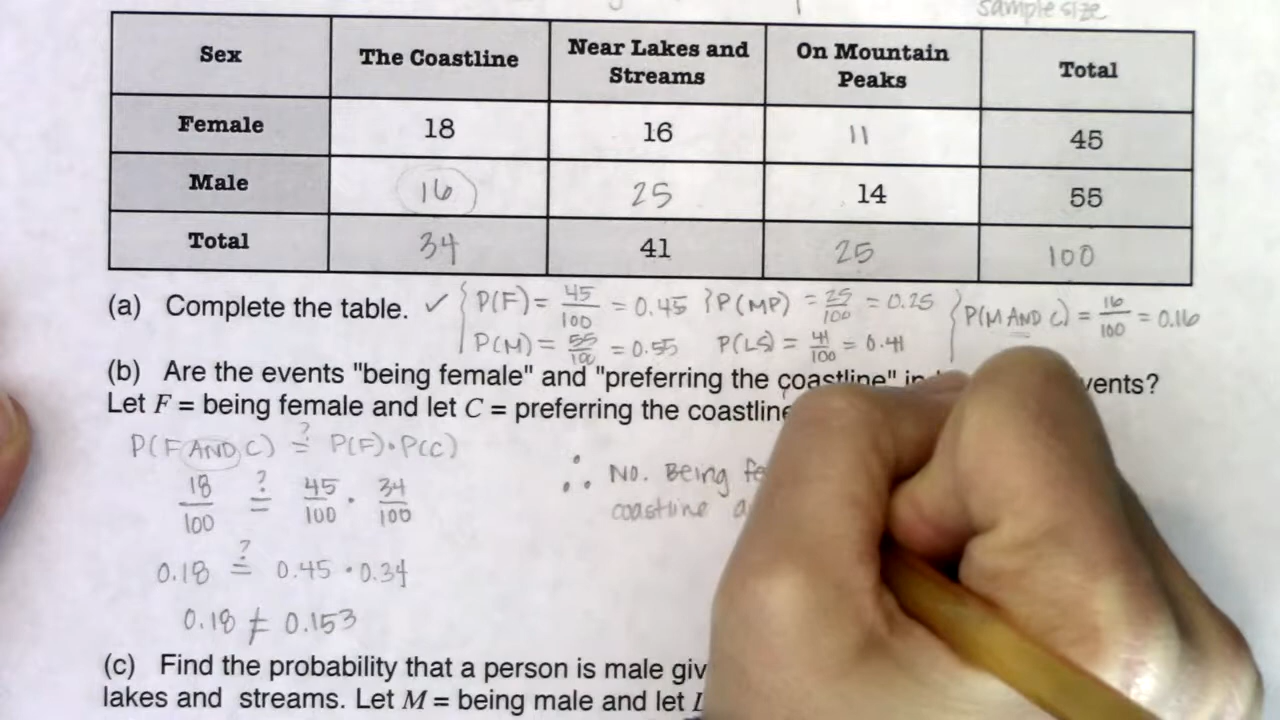 sample size
Sex The Coastline Near Lakes and Streams On Mountain Peaks Total
Female 18 16 11 45
Male 16 25 14 55
Total 34 41 25 100
(a) Complete the table. ✓ P(F) = 45/100 = 0.45 P(MP) = 25/100 = 0.25 P(M AND C) = 16/100 = 0.16
P(M) = 55/100 = 0.55 P(LS) = 41/100 = 0.41
(b) Are the events "being female" and "preferring the coastline"
Let F = being female and let C = preferring the coastline
P(F AND C) ≟ P(F)·P(C)
18/100 ≟ 45/100 · 34/100
∴ NO. BEING
coastline
0.18 ≟ 0.45 · 0.34
0.18 ≠ 0.153
(c) Find the probability that a person is male
lakes and streams. Let M = being male and let